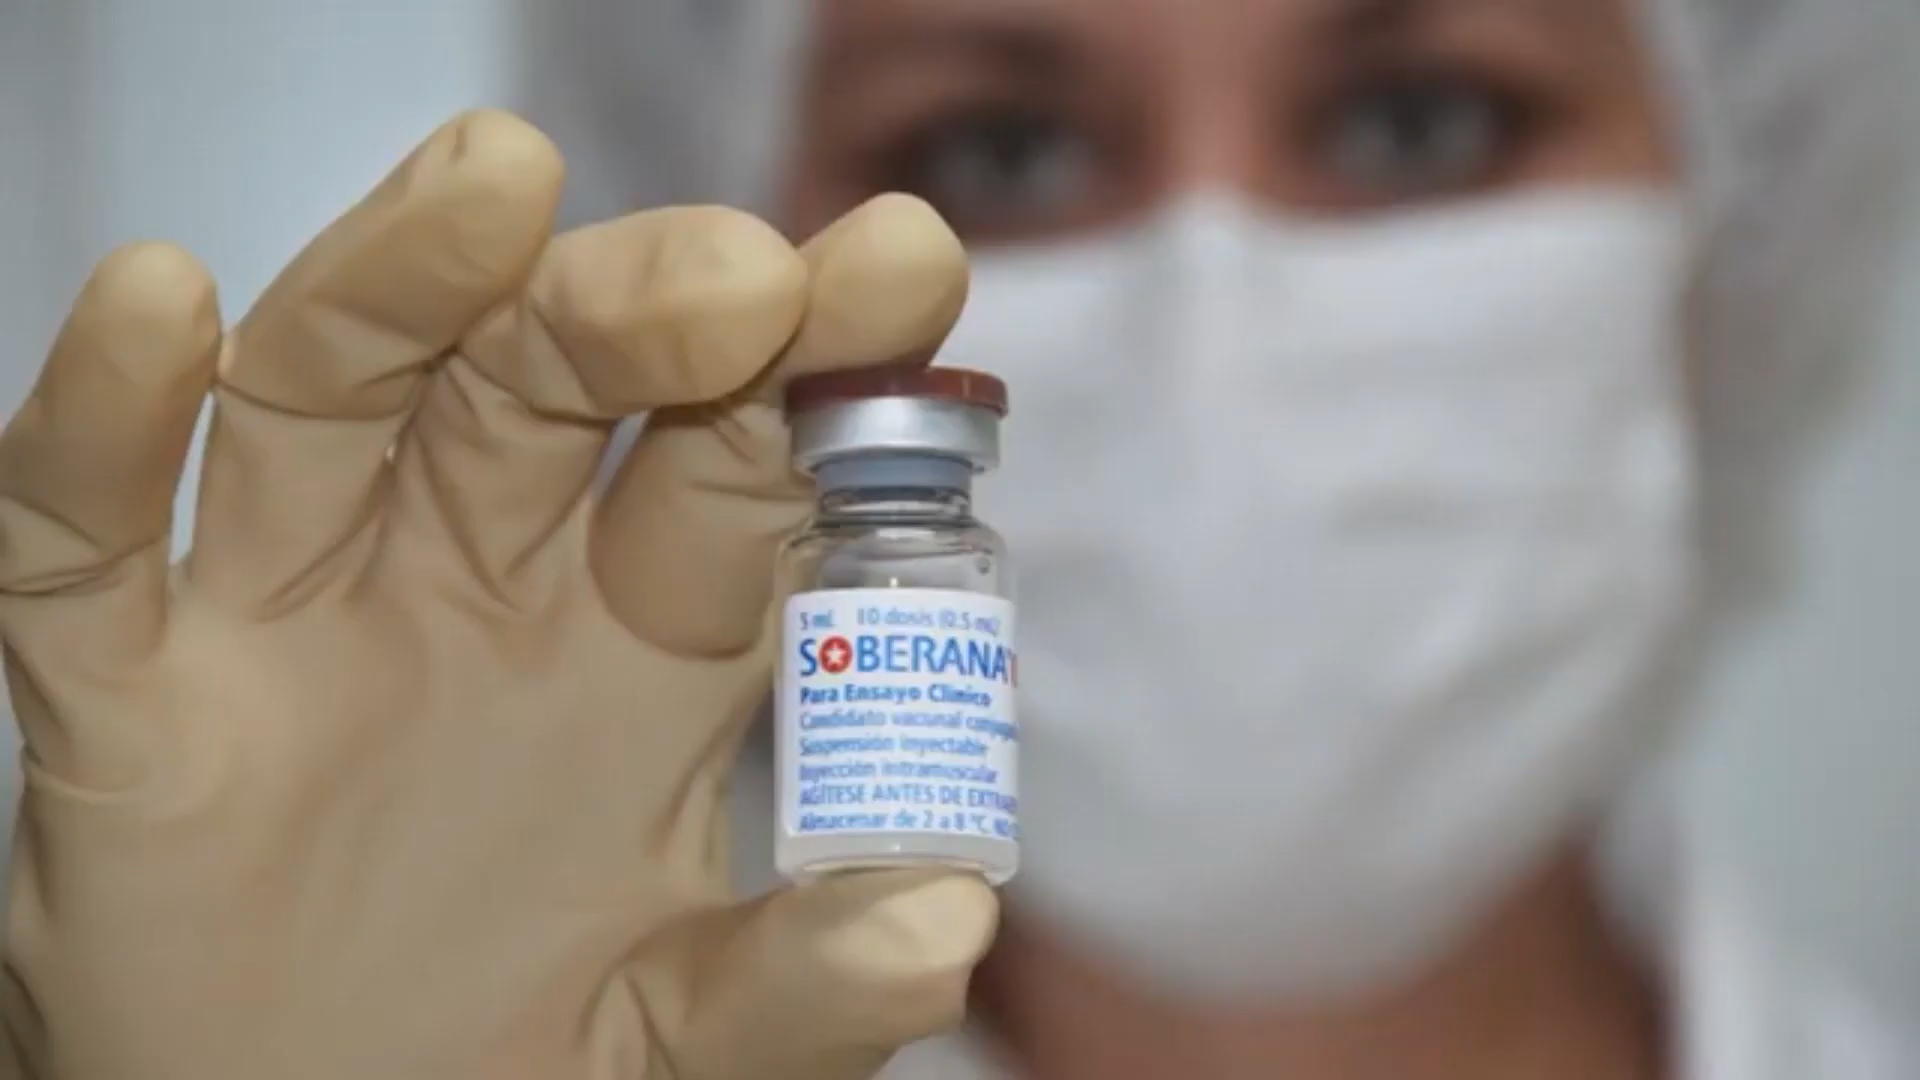 5 mL 10 dosis (0.5 mL)
SOBERANA
Para Ensayo Clínico
Candidato vacunal
Suspensión inyectable
Inyección intramuscular
AGÍTESE ANTES DE
Almacenar de 2 a 8 °C.